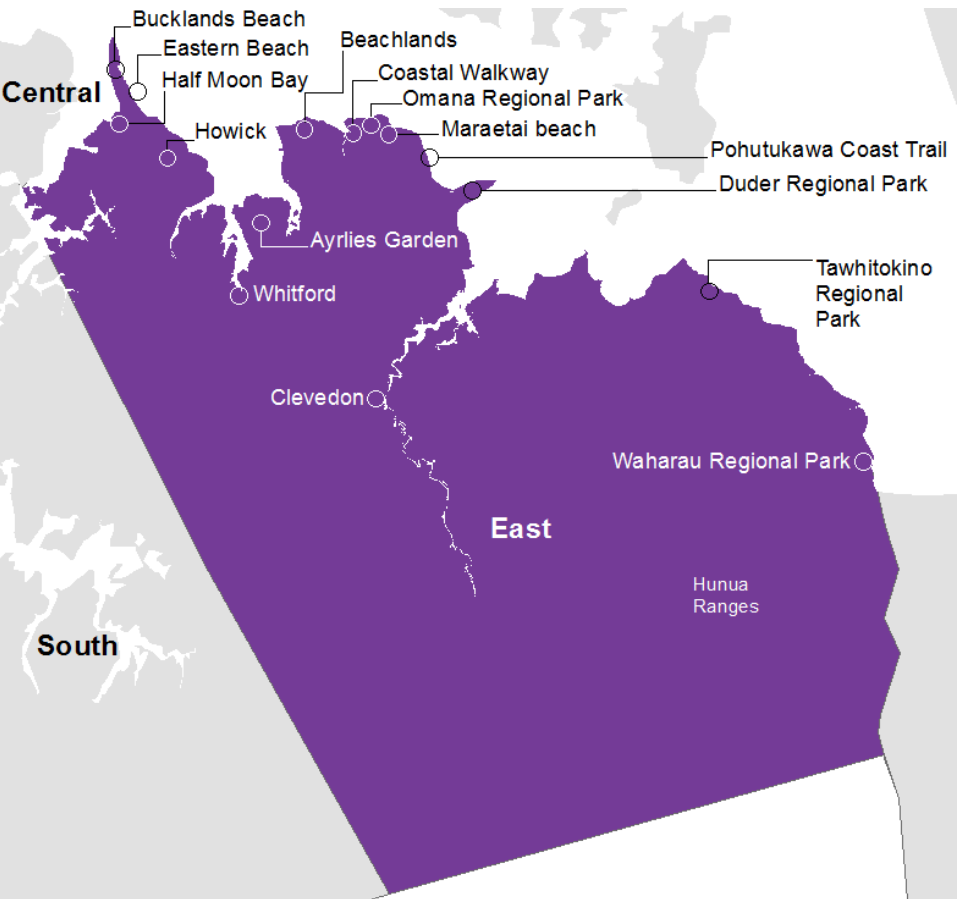 Bucklands Beach
Eastern Beach
Half Moon Bay
Howick
Beachlands
Coastal Walkway
Omana Regional Park
Maraetai beach
Pohutukawa Coast Trail
Duder Regional Park
Central
Ayrlies Garden
Whitford
Tawhitokino
Regional
Park
Clevedon
Waharau Regional Park
East
Hunua
Ranges
South